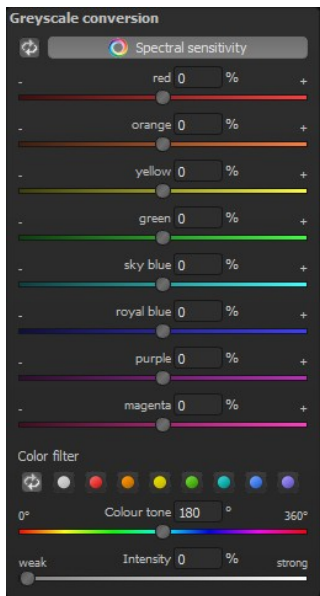 Greyscale conversion
Spectral sensitivity
- red 0 % +
- orange 0 % +
- yellow 0 % +
- green 0 % +
- sky blue 0 % +
- royal blue 0 % +
- purple 0 % +
- magenta 0 % +
Color filter
0° Colour tone 180 ° 360°
weak Intensity 0 % strong